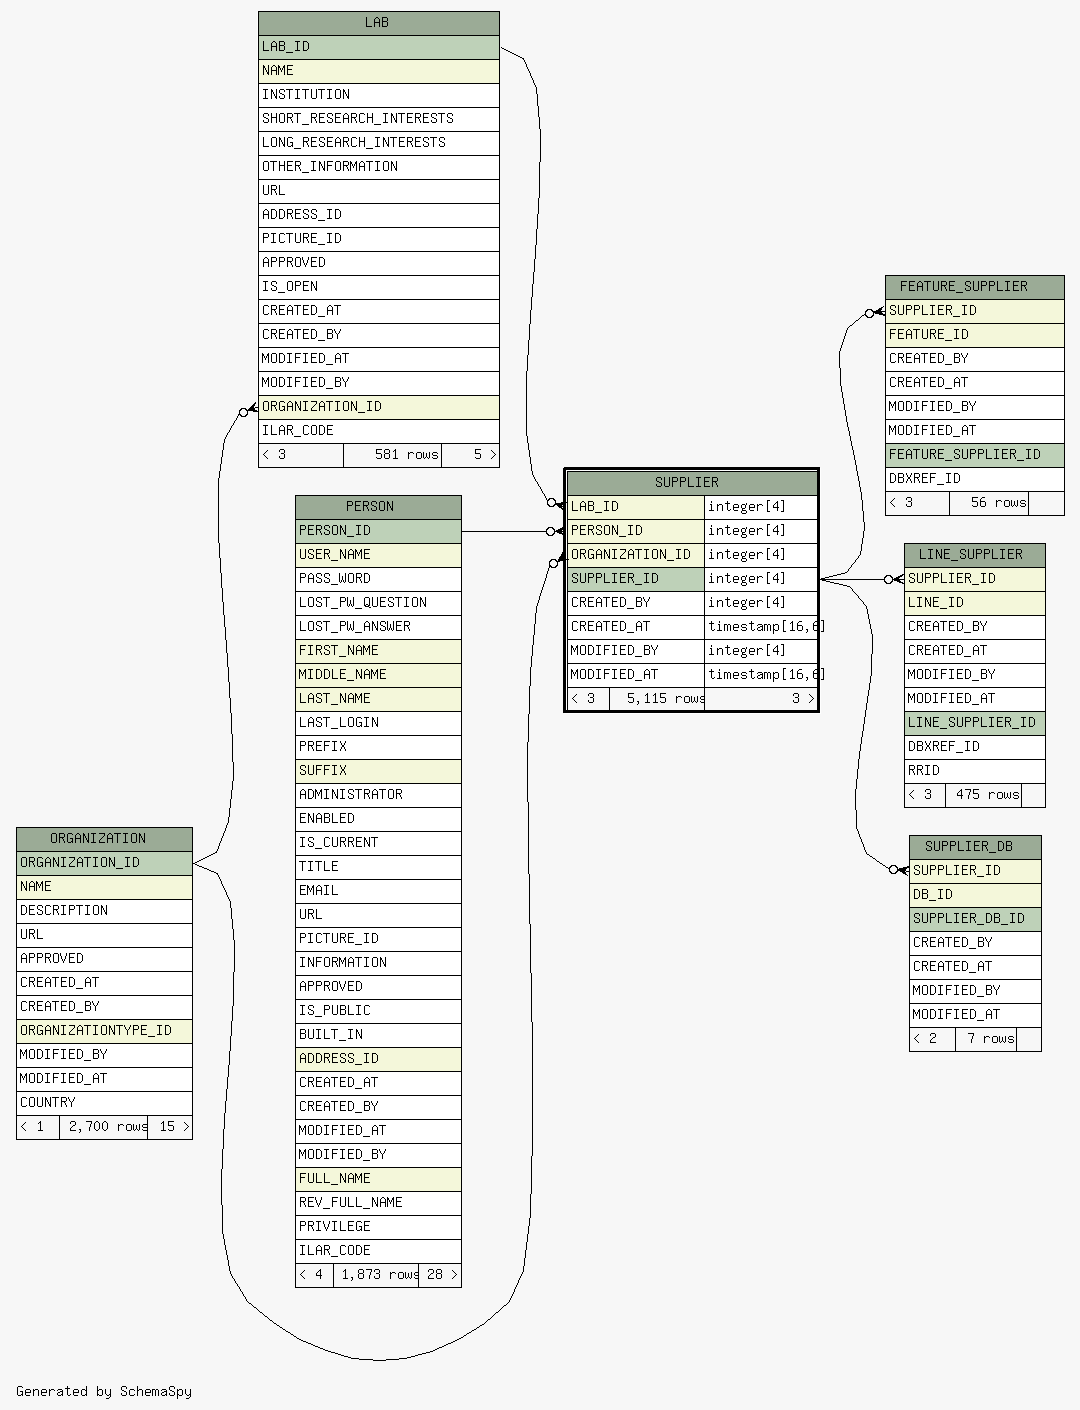 LAB
LAB_ID
NAME
INSTITUTION
SHORT_RESEARCH_INTERESTS
LONG_RESEARCH_INTERESTS
OTHER_INFORMATION
URL
ADDRESS_ID
PICTURE_ID
APPROVED
IS_OPEN
CREATED_AT
CREATED_BY
MODIFIED_AT
MODIFIED_BY
ORGANIZATION_ID
ILAR_CODE
< 3 581 rows 5 >
PERSON
PERSON_ID
USER_NAME
PASS_WORD
LOST_PW_QUESTION
LOST_PW_ANSWER
FIRST_NAME
MIDDLE_NAME
LAST_NAME
LAST_LOGIN
PREFIX
SUFFIX
ADMINISTRATOR
ENABLED
IS_CURRENT
TITLE
EMAIL
URL
PICTURE_ID
INFORMATION
APPROVED
IS_PUBLIC
BUILT_IN
ADDRESS_ID
CREATED_AT
CREATED_BY
MODIFIED_AT
MODIFIED_BY
FULL_NAME
REV_FULL_NAME
PRIVILEGE
ILAR_CODE
< 4 1,873 rows 28 >
ORGANIZATION
ORGANIZATION_ID
NAME
DESCRIPTION
URL
APPROVED
CREATED_AT
CREATED_BY
ORGANIZATIONTYPE_ID
MODIFIED_BY
MODIFIED_AT
COUNTRY
< 1 2,700 rows 15 >
SUPPLIER
LAB_ID integer[4]
PERSON_ID integer[4]
ORGANIZATION_ID integer[4]
SUPPLIER_ID integer[4]
CREATED_BY integer[4]
CREATED_AT timestamp[16,6]
MODIFIED_BY integer[4]
MODIFIED_AT timestamp[16,6]
< 3 5,115 rows 3 >
FEATURE_SUPPLIER
SUPPLIER_ID
FEATURE_ID
CREATED_BY
CREATED_AT
MODIFIED_BY
MODIFIED_AT
FEATURE_SUPPLIER_ID
DBXREF_ID
< 3 56 rows
LINE_SUPPLIER
SUPPLIER_ID
LINE_ID
CREATED_BY
CREATED_AT
MODIFIED_BY
MODIFIED_AT
LINE_SUPPLIER_ID
DBXREF_ID
RRID
< 3 475 rows
SUPPLIER_DB
SUPPLIER_ID
DB_ID
SUPPLIER_DB_ID
CREATED_BY
CREATED_AT
MODIFIED_BY
MODIFIED_AT
< 2 7 rows
Generated by SchemaSpy